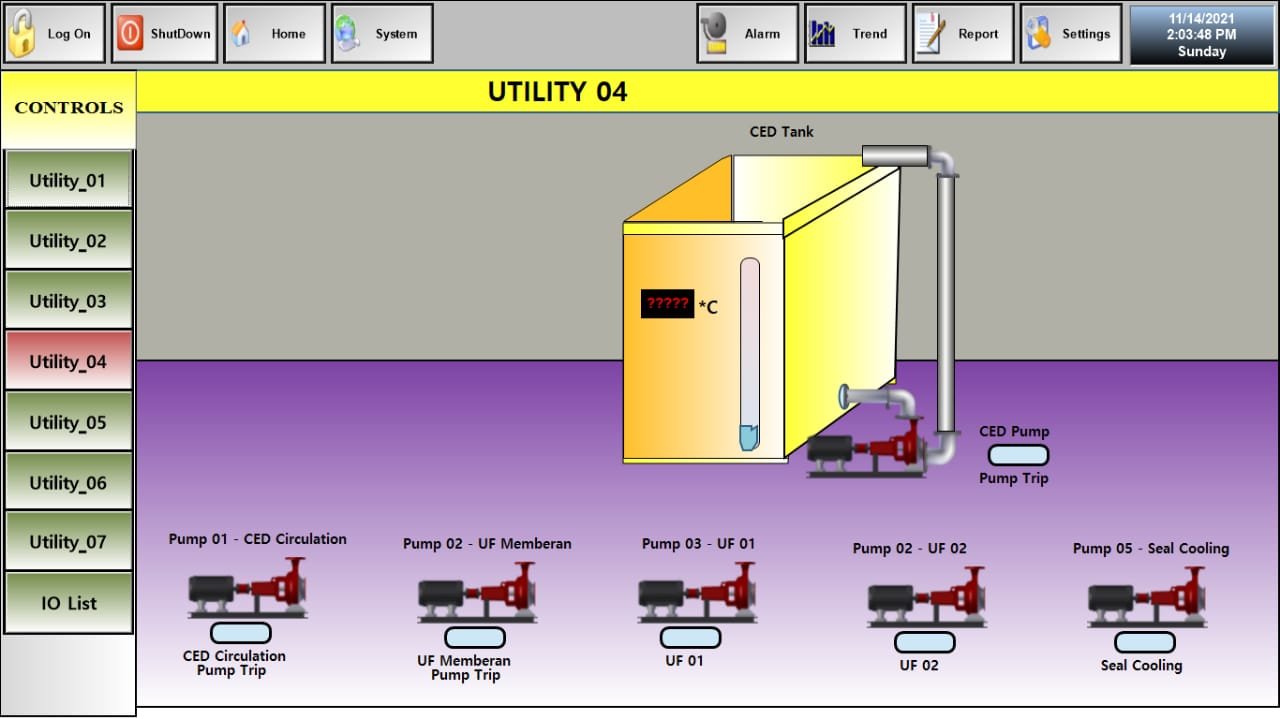 Log On
ShutDown
Home
System
Alarm
Trend
Report
Settings
11/14/2021
2:03:48 PM
Sunday
CONTROLS
UTILITY 04
Utility_01
Utility_02
Utility_03
Utility_04
Utility_05
Utility_06
Utility_07
IO List
CED Tank
????? *C
CED Pump
Pump Trip
Pump 01 - CED Circulation
Pump 02 - UF Memberan
Pump 03 - UF 01
Pump 02 - UF 02
Pump 05 - Seal Cooling
CED Circulation
Pump Trip
UF Memberan
Pump Trip
UF 01
UF 02
Seal Cooling